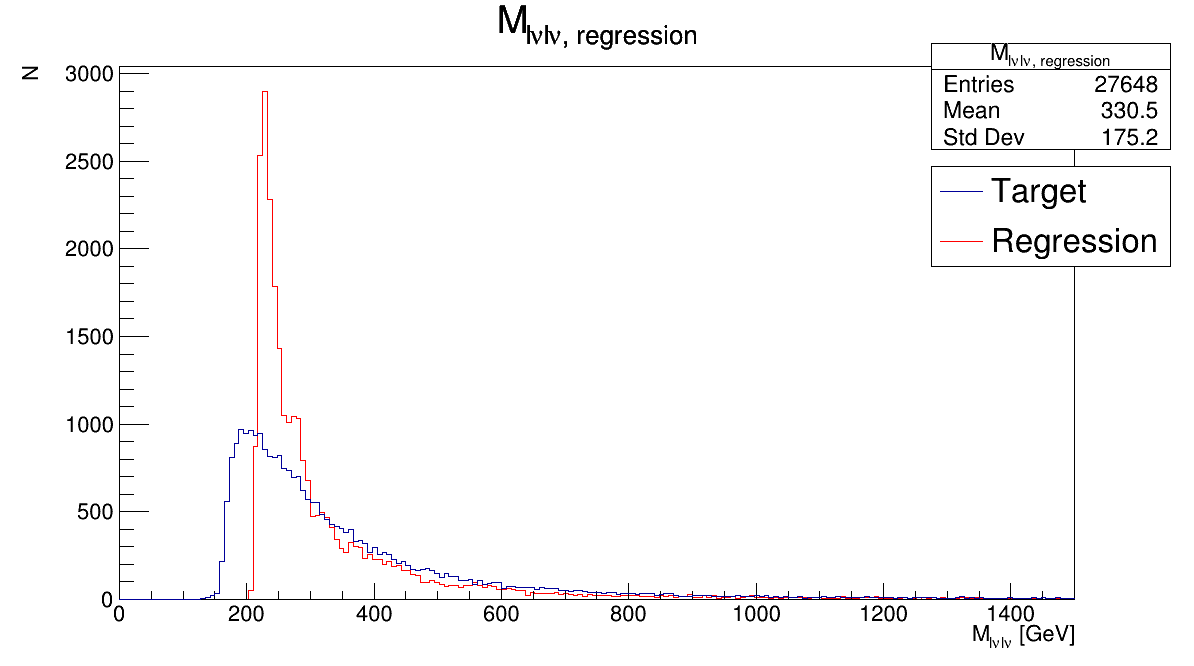 M_lνlν, regression
N
M_lνlν, regression
Entries 27648
Mean 330.5
Std Dev 175.2
Target
Regression
3000
2500
2000
1500
1000
500
0
0 200 400 600 800 1000 1200 1400
M_lνlν [GeV]